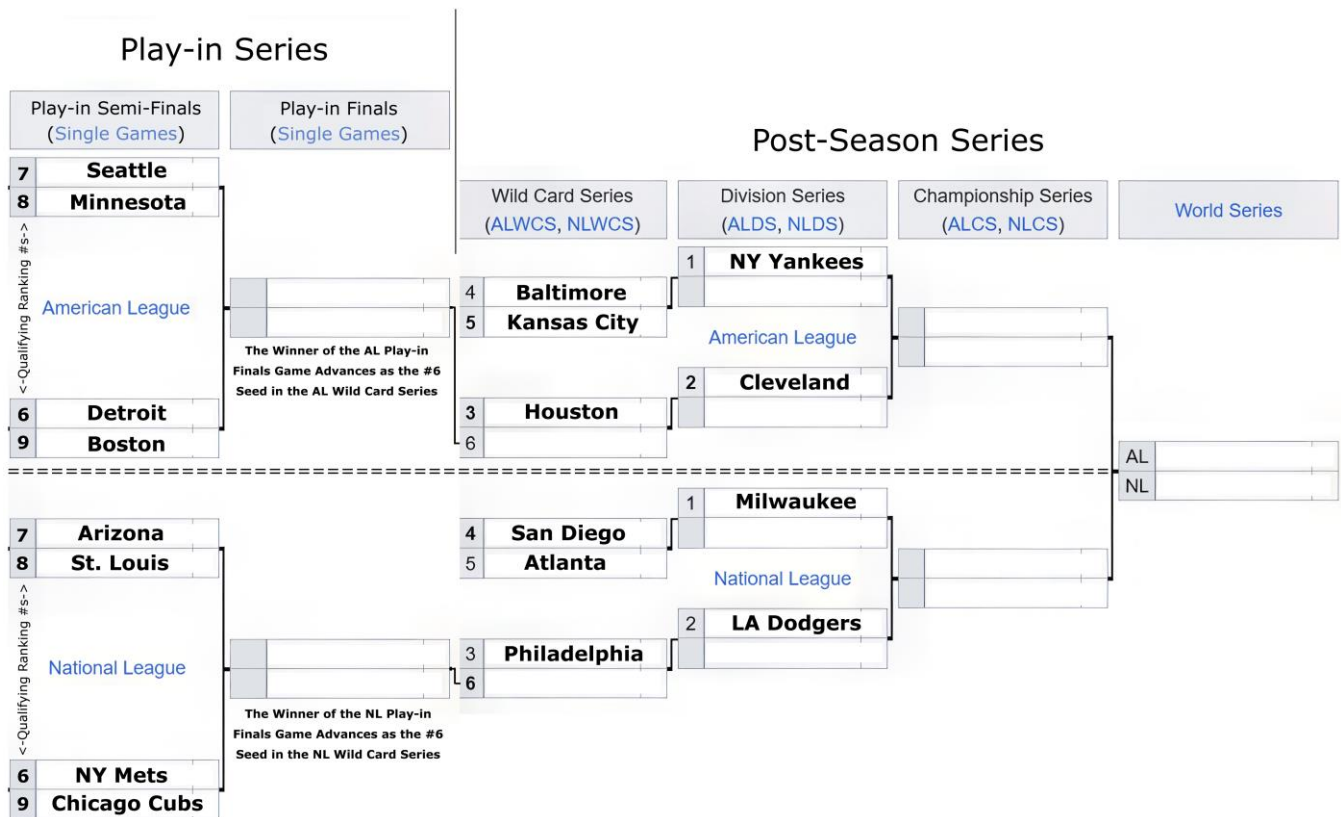 Play-in Series
Play-in Semi-Finals
(Single Games)
Play-in Finals
(Single Games)
Post-Season Series
Wild Card Series
(ALWCS, NLWCS)
Division Series
(ALDS, NLDS)
Championship Series
(ALCS, NLCS)
World Series
7 Seattle
8 Minnesota
<-Qualifying Ranking #s->
American League
6 Detroit
9 Boston
The Winner of the AL Play-in
Finals Game Advances as the #6
Seed in the AL Wild Card Series
4 Baltimore
5 Kansas City
3 Houston
6
1 NY Yankees
American League
2 Cleveland
AL
NL
7 Arizona
8 St. Louis
<-Qualifying Ranking #s->
National League
6 NY Mets
9 Chicago Cubs
The Winner of the NL Play-in
Finals Game Advances as the #6
Seed in the NL Wild Card Series
4 San Diego
5 Atlanta
3 Philadelphia
6
1 Milwaukee
National League
2 LA Dodgers